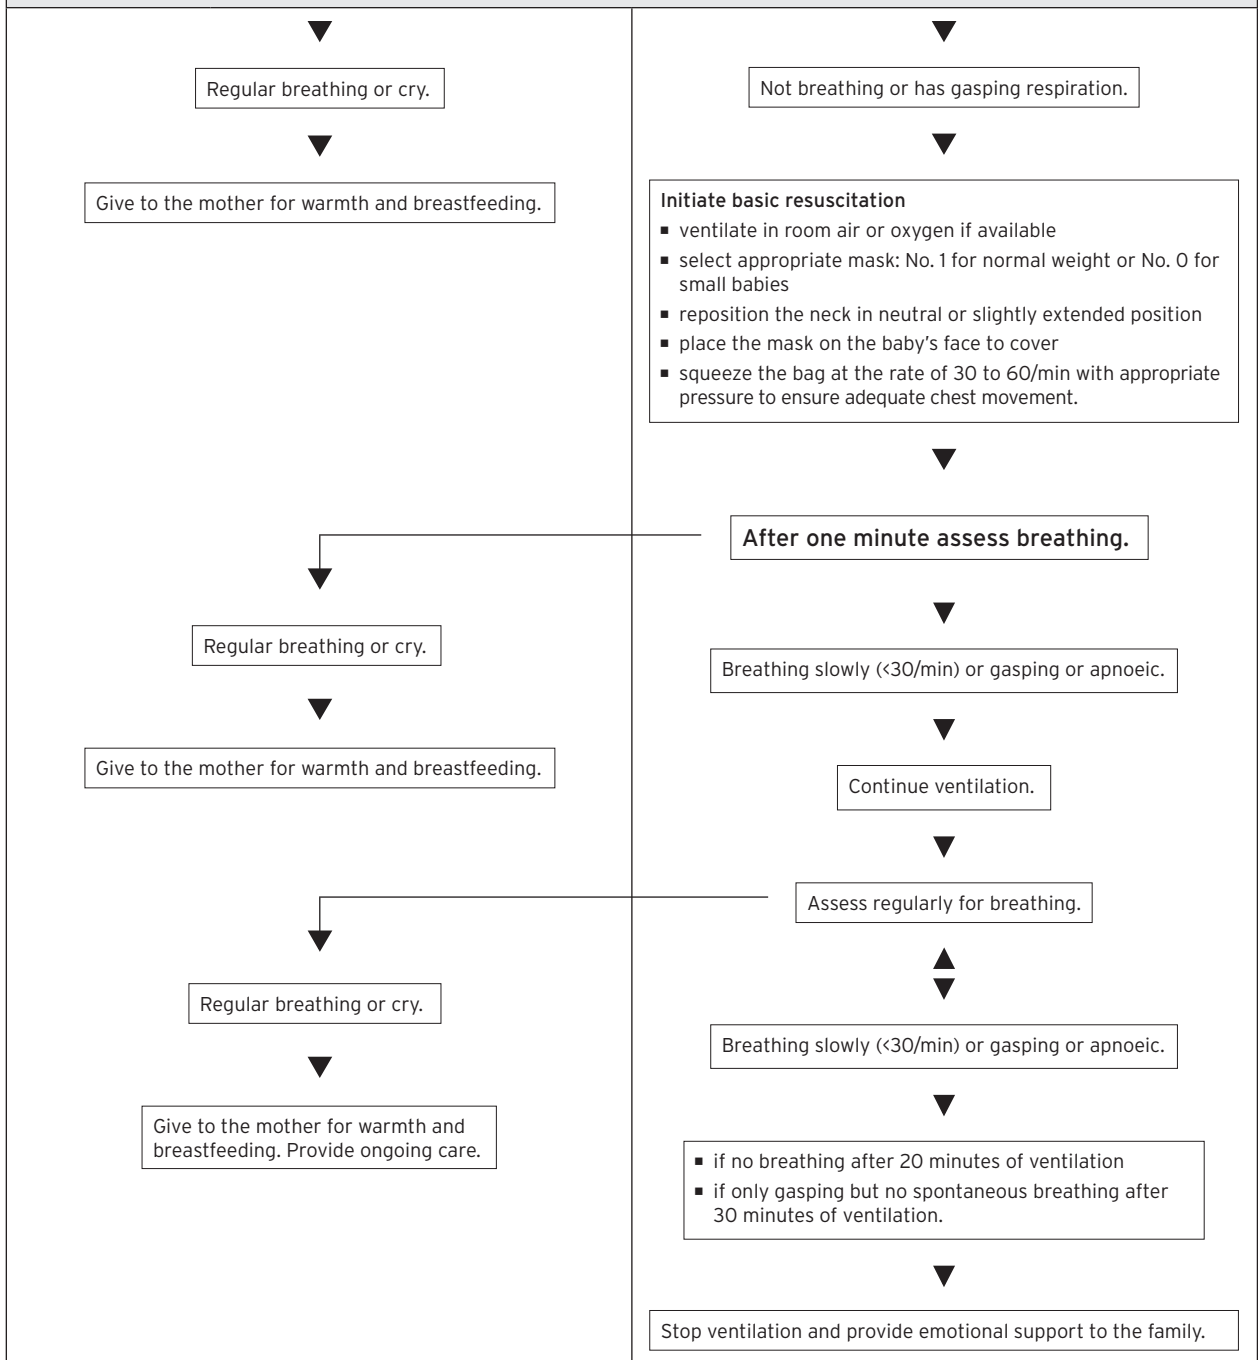 Regular breathing or cry.
Give to the mother for warmth and breastfeeding.
Not breathing or has gasping respiration.
Initiate basic resuscitation
▪ ventilate in room air or oxygen if available
▪ select appropriate mask: No. 1 for normal weight or No. 0 for
small babies
▪ reposition the neck in neutral or slightly extended position
▪ place the mask on the baby's face to cover
▪ squeeze the bag at the rate of 30 to 60/min with appropriate
pressure to ensure adequate chest movement.
After one minute assess breathing.
Regular breathing or cry.
Give to the mother for warmth and breastfeeding.
Breathing slowly (<30/min) or gasping or apnoeic.
Continue ventilation.
Assess regularly for breathing.
Regular breathing or cry.
Give to the mother for warmth and
breastfeeding. Provide ongoing care.
Breathing slowly (<30/min) or gasping or apnoeic.
▪ if no breathing after 20 minutes of ventilation
▪ if only gasping but no spontaneous breathing after
30 minutes of ventilation.
Stop ventilation and provide emotional support to the family.